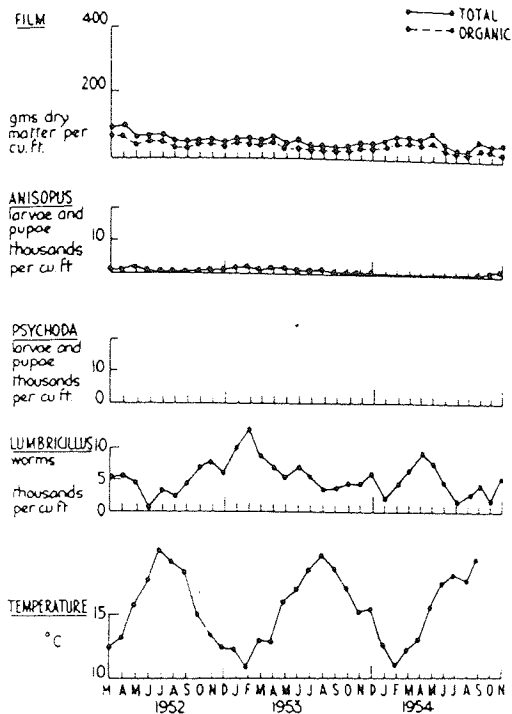 FILM
400
200
TOTAL
ORGANIC
gms dry
matter per
cu. ft.
ANISOPUS
larvae and
pupae
thousands
per cu ft
10
PSYCHODA
larvae and
pupae
thousands
per cu ft.
10
0
LUMBRICILLUS
worms
thousands
per cu ft
10
5
0
TEMPERATURE
°C
15
10
M A M J J A S O N D J F M A M J J A S O N D J F M A M J J A S O N
1952 1953 1954